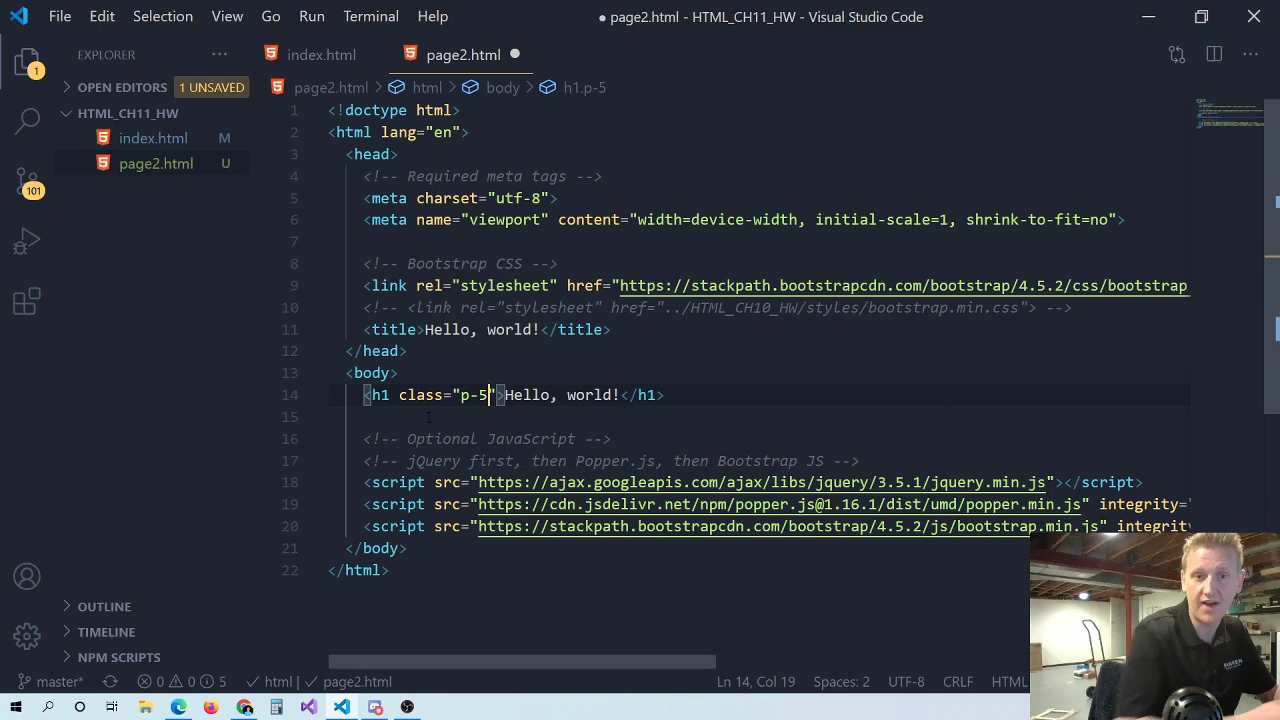 File Edit Selection View Go Run Terminal Help
● page2.html - HTML_CH11_HW - Visual Studio Code
EXPLORER
index.html
page2.html
1
OPEN EDITORS
1 UNSAVED
page2.html
html
body
h1.p-5
HTML_CH11_HW
index.html M
page2.html U
101
1 <!doctype html>
2 <html lang="en">
3 <head>
4 <!-- Required meta tags -->
5 <meta charset="utf-8">
6 <meta name="viewport" content="width=device-width, initial-scale=1, shrink-to-fit=no">
7
8 <!-- Bootstrap CSS -->
9 <link rel="stylesheet" href="https://stackpath.bootstrapcdn.com/bootstrap/4.5.2/css/bootstrap
10 <!-- <link rel="stylesheet" href="../HTML_CH10_HW/styles/bootstrap.min.css"> -->
11 <title>Hello, world!</title>
12 </head>
13 <body>
14 <h1 class="p-5">Hello, world!</h1>
15
16 <!-- Optional JavaScript -->
17 <!-- jQuery first, then Popper.js, then Bootstrap JS -->
18 <script src="https://ajax.googleapis.com/ajax/libs/jquery/3.5.1/jquery.min.js"></script>
19 <script src="https://cdn.jsdelivr.net/npm/popper.js@1.16.1/dist/umd/popper.min.js" integrity=
20 <script src="https://stackpath.bootstrapcdn.com/bootstrap/4.5.2/js/bootstrap.min.js" integrit
21 </body>
22 </html>
OUTLINE
TIMELINE
NPM SCRIPTS
master* 0 0 5 html | page2.html Ln 14, Col 19 Spaces: 2 UTF-8 CRLF HTML